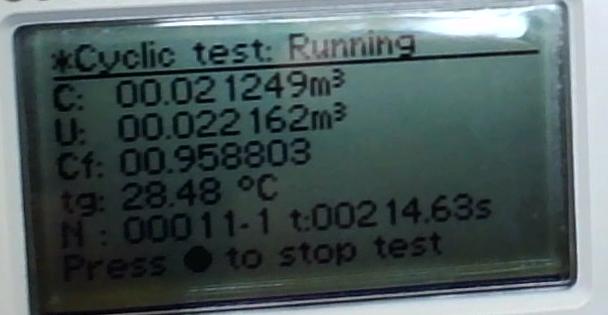 *Cyclic test: Running
C: 00.021249m³
U: 00.022162m³
Cf: 00.958803
tg: 28.48 °C
N : 00011-1 t:00214.63s
Press ● to stop test